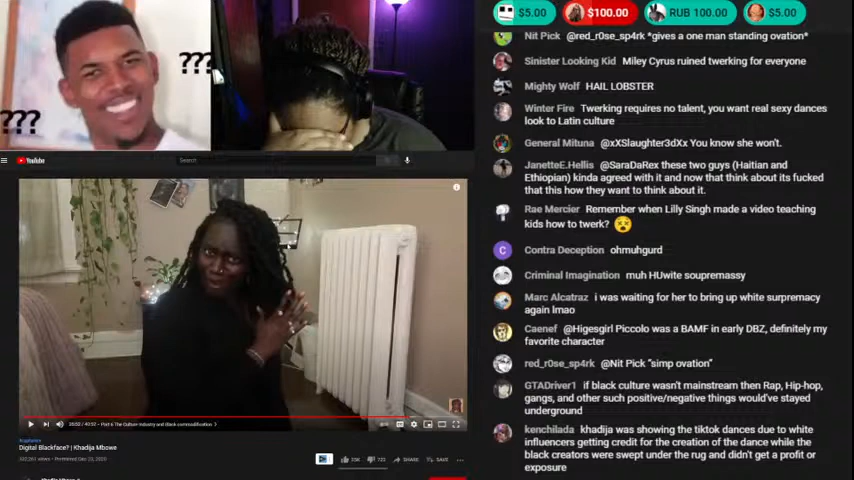 $5.00
$100.00
RUB 100.00
$5.00
???
???
YouTube
Search
Part 6 The Culture Industry and Black commodification
Digital Blackface? | Khadija Mbowe
SHARE
SAVE
Nit Pick @red_r0se_sp4rk *gives a one man standing ovation*
Sinister Looking Kid Miley Cyrus ruined twerking for everyone
Mighty Wolf HAIL LOBSTER
Winter Fire Twerking requires no talent, you want real sexy dances
look to Latin culture
General Mituna @xXSlaughter3dXx You know she won't.
JanetteE.Hellis @SaraDaRex these two guys (Haitian and
Ethiopian) kinda agreed with it and now that think about its fucked
that this how they want to think about it.
Rae Mercier Remember when Lilly Singh made a video teaching
kids how to twerk?
C Contra Deception ohmuhgurd
Criminal Imagination muh HUwite soupremassy
Marc Alcatraz i was waiting for her to bring up white surpremacy
again lmao
Caenef @Higesgirl Piccolo was a BAMF in early DBZ, definitely my
favorite character
red_r0se_sp4rk @Nit Pick "simp ovation"
GTADriver1 if black culture wasn't mainstream then Rap, Hip-hop,
gangs, and other such positive/negative things would've stayed
underground
kenchilada khadija was showing the tiktok dances due to white
influencers getting credit for the creation of the dance while the
black creators were swept under the rug and didn't get a profit or
exposure